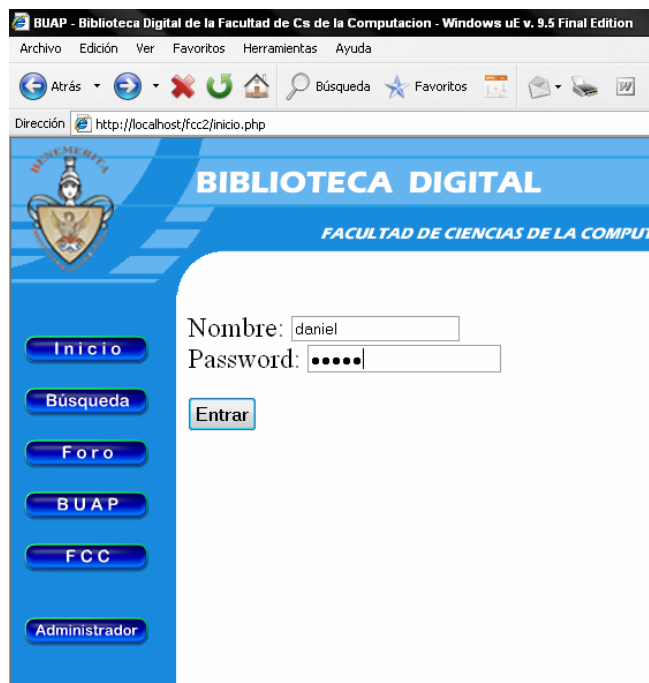 BUAP - Biblioteca Digital de la Facultad de Cs de la Computacion - Windows uE v. 9.5 Final Edition
Archivo Edición Ver Favoritos Herramientas Ayuda
Atrás Búsqueda Favoritos W
Dirección http://localhost/fcc2/inicio.php
BENEMERITA
BIBLIOTECA DIGITAL
FACULTAD DE CIENCIAS DE LA COMPUT
Nombre: daniel
Password: •••••
Entrar
Inicio
Búsqueda
Foro
BUAP
FCC
Administrador